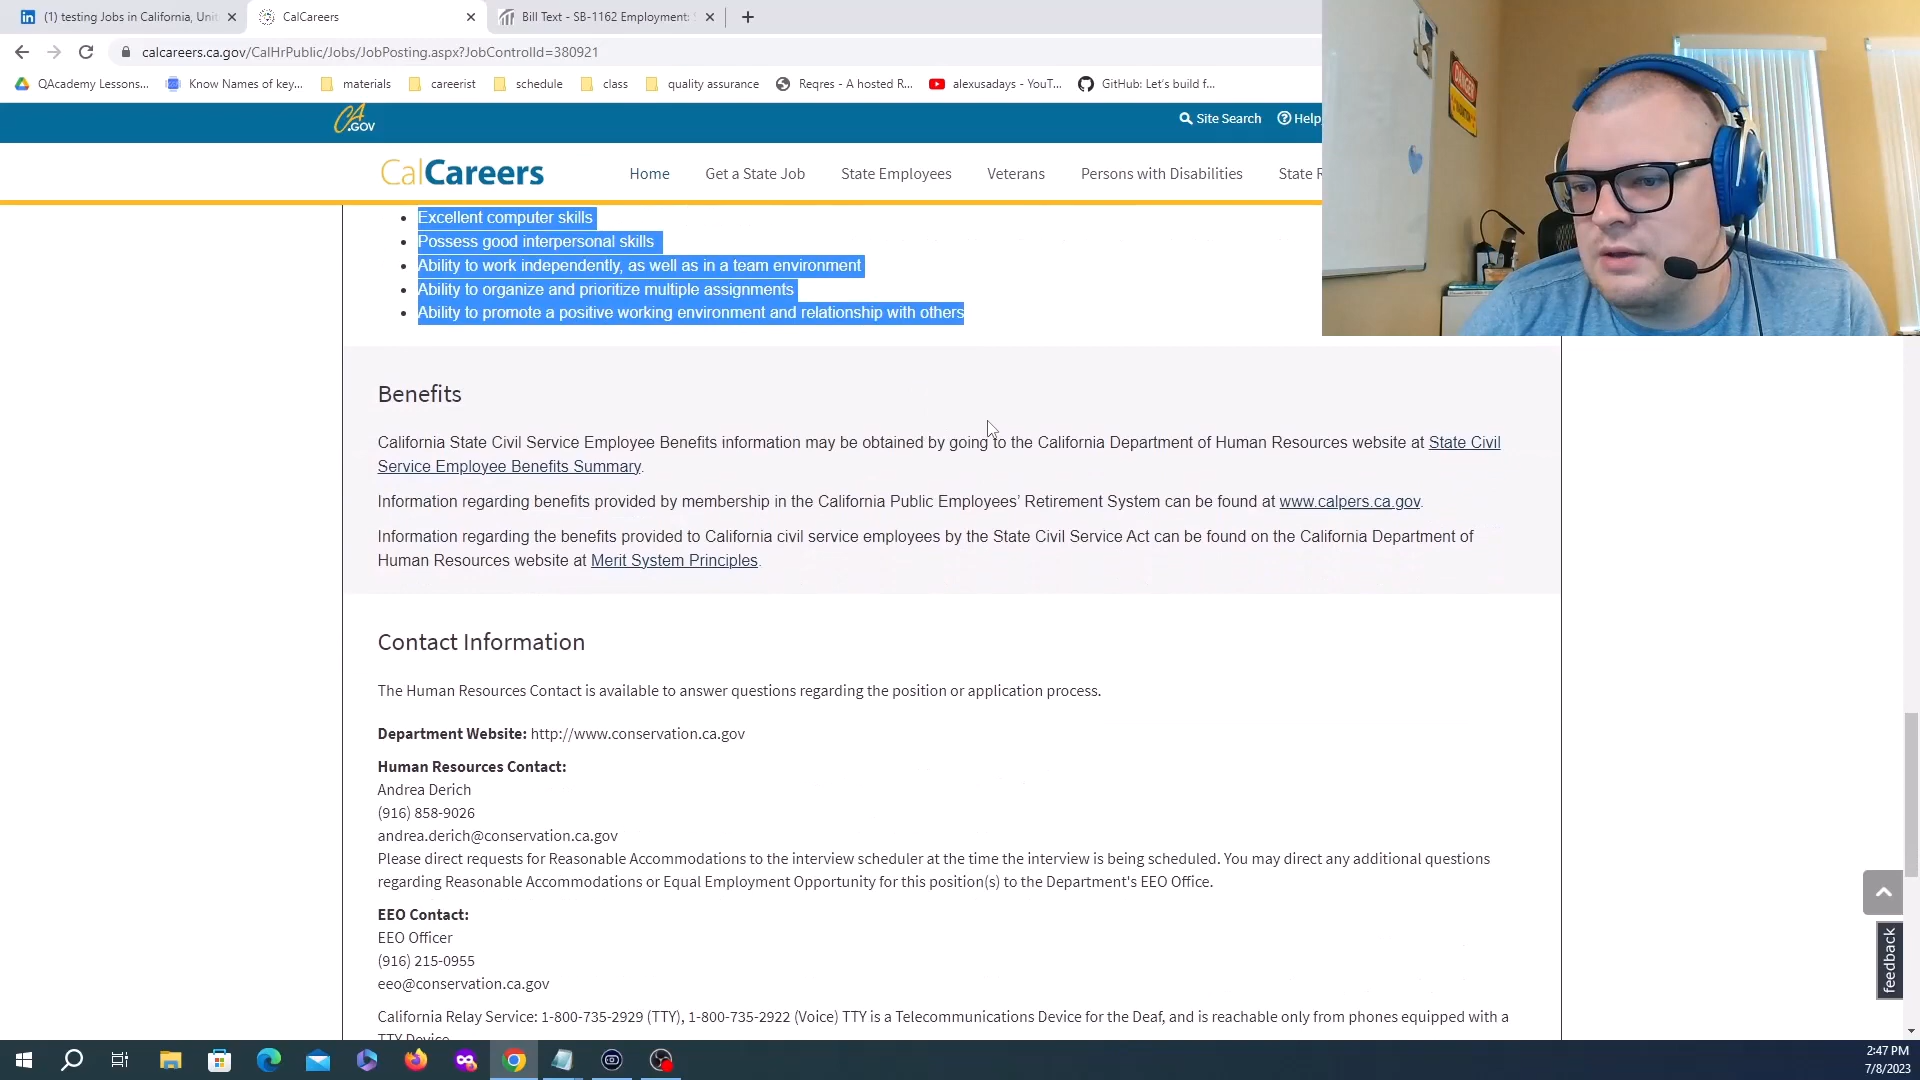 (1) testing Jobs in California, Unit
CalCareers
Bill Text - SB-1162 Employment:
calcareers.ca.gov/CalHrPublic/Jobs/JobPosting.aspx?JobControlId=380921
QAcademy Lessons...
Know Names of key...
materials
careerist
schedule
class
quality assurance
Reqres - A hosted R...
alexusadays - YouT...
GitHub: Let's build f...
CA
.GOV
Site Search
Help
DANGER
CalCareers
Home
Get a State Job
State Employees
Veterans
Persons with Disabilities
State R
Excellent computer skills
Possess good interpersonal skills
Ability to work independently, as well as in a team environment
Ability to organize and prioritize multiple assignments
Ability to promote a positive working environment and relationship with others
Benefits
California State Civil Service Employee Benefits information may be obtained by going to the California Department of Human Resources website at State Civil
Service Employee Benefits Summary.
Information regarding benefits provided by membership in the California Public Employees' Retirement System can be found at www.calpers.ca.gov.
Information regarding the benefits provided to California civil service employees by the State Civil Service Act can be found on the California Department of
Human Resources website at Merit System Principles.
Contact Information
The Human Resources Contact is available to answer questions regarding the position or application process.
Department Website: http://www.conservation.ca.gov
Human Resources Contact:
Andrea Derich
(916) 858-9026
andrea.derich@conservation.ca.gov
Please direct requests for Reasonable Accommodations to the interview scheduler at the time the interview is being scheduled. You may direct any additional questions
regarding Reasonable Accommodations or Equal Employment Opportunity for this position(s) to the Department's EEO Office.
EEO Contact:
EEO Officer
(916) 215-0955
eeo@conservation.ca.gov
California Relay Service: 1-800-735-2929 (TTY), 1-800-735-2922 (Voice) TTY is a Telecommunications Device for the Deaf, and is reachable only from phones equipped with a
TTY Device.
feedback
2:47 PM
7/8/2023